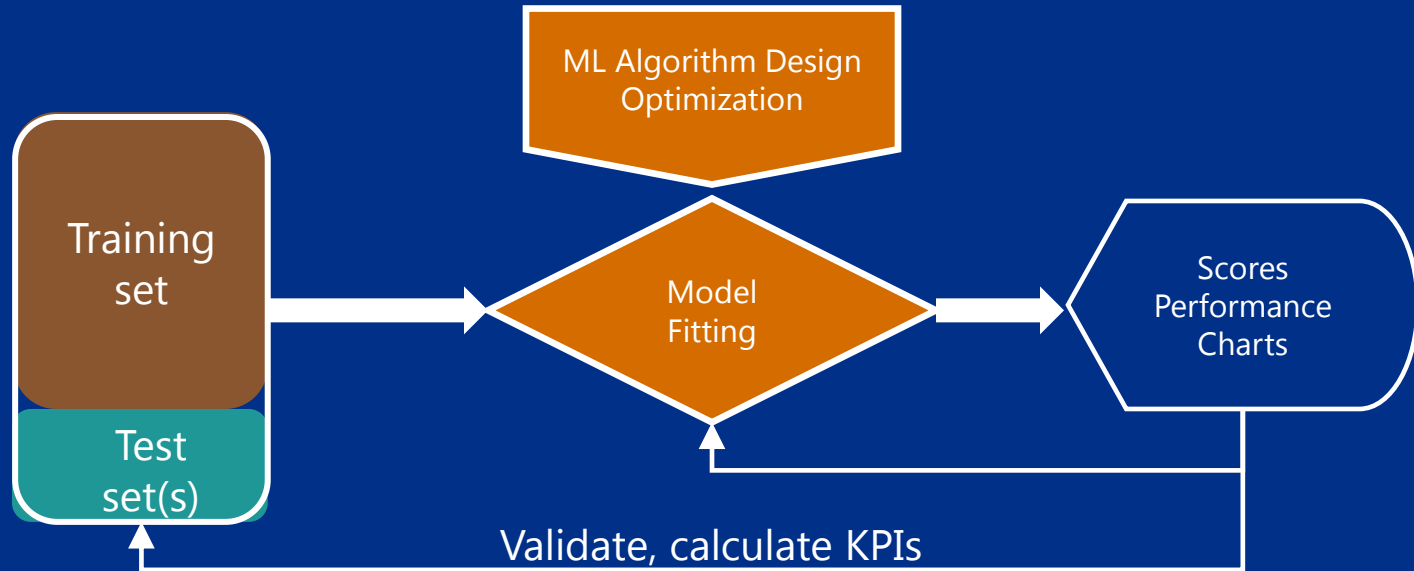 ML Algorithm Design
Optimization
Training
set
Model
Fitting
Scores
Performance
Charts
Test
set(s)
Validate, calculate KPIs